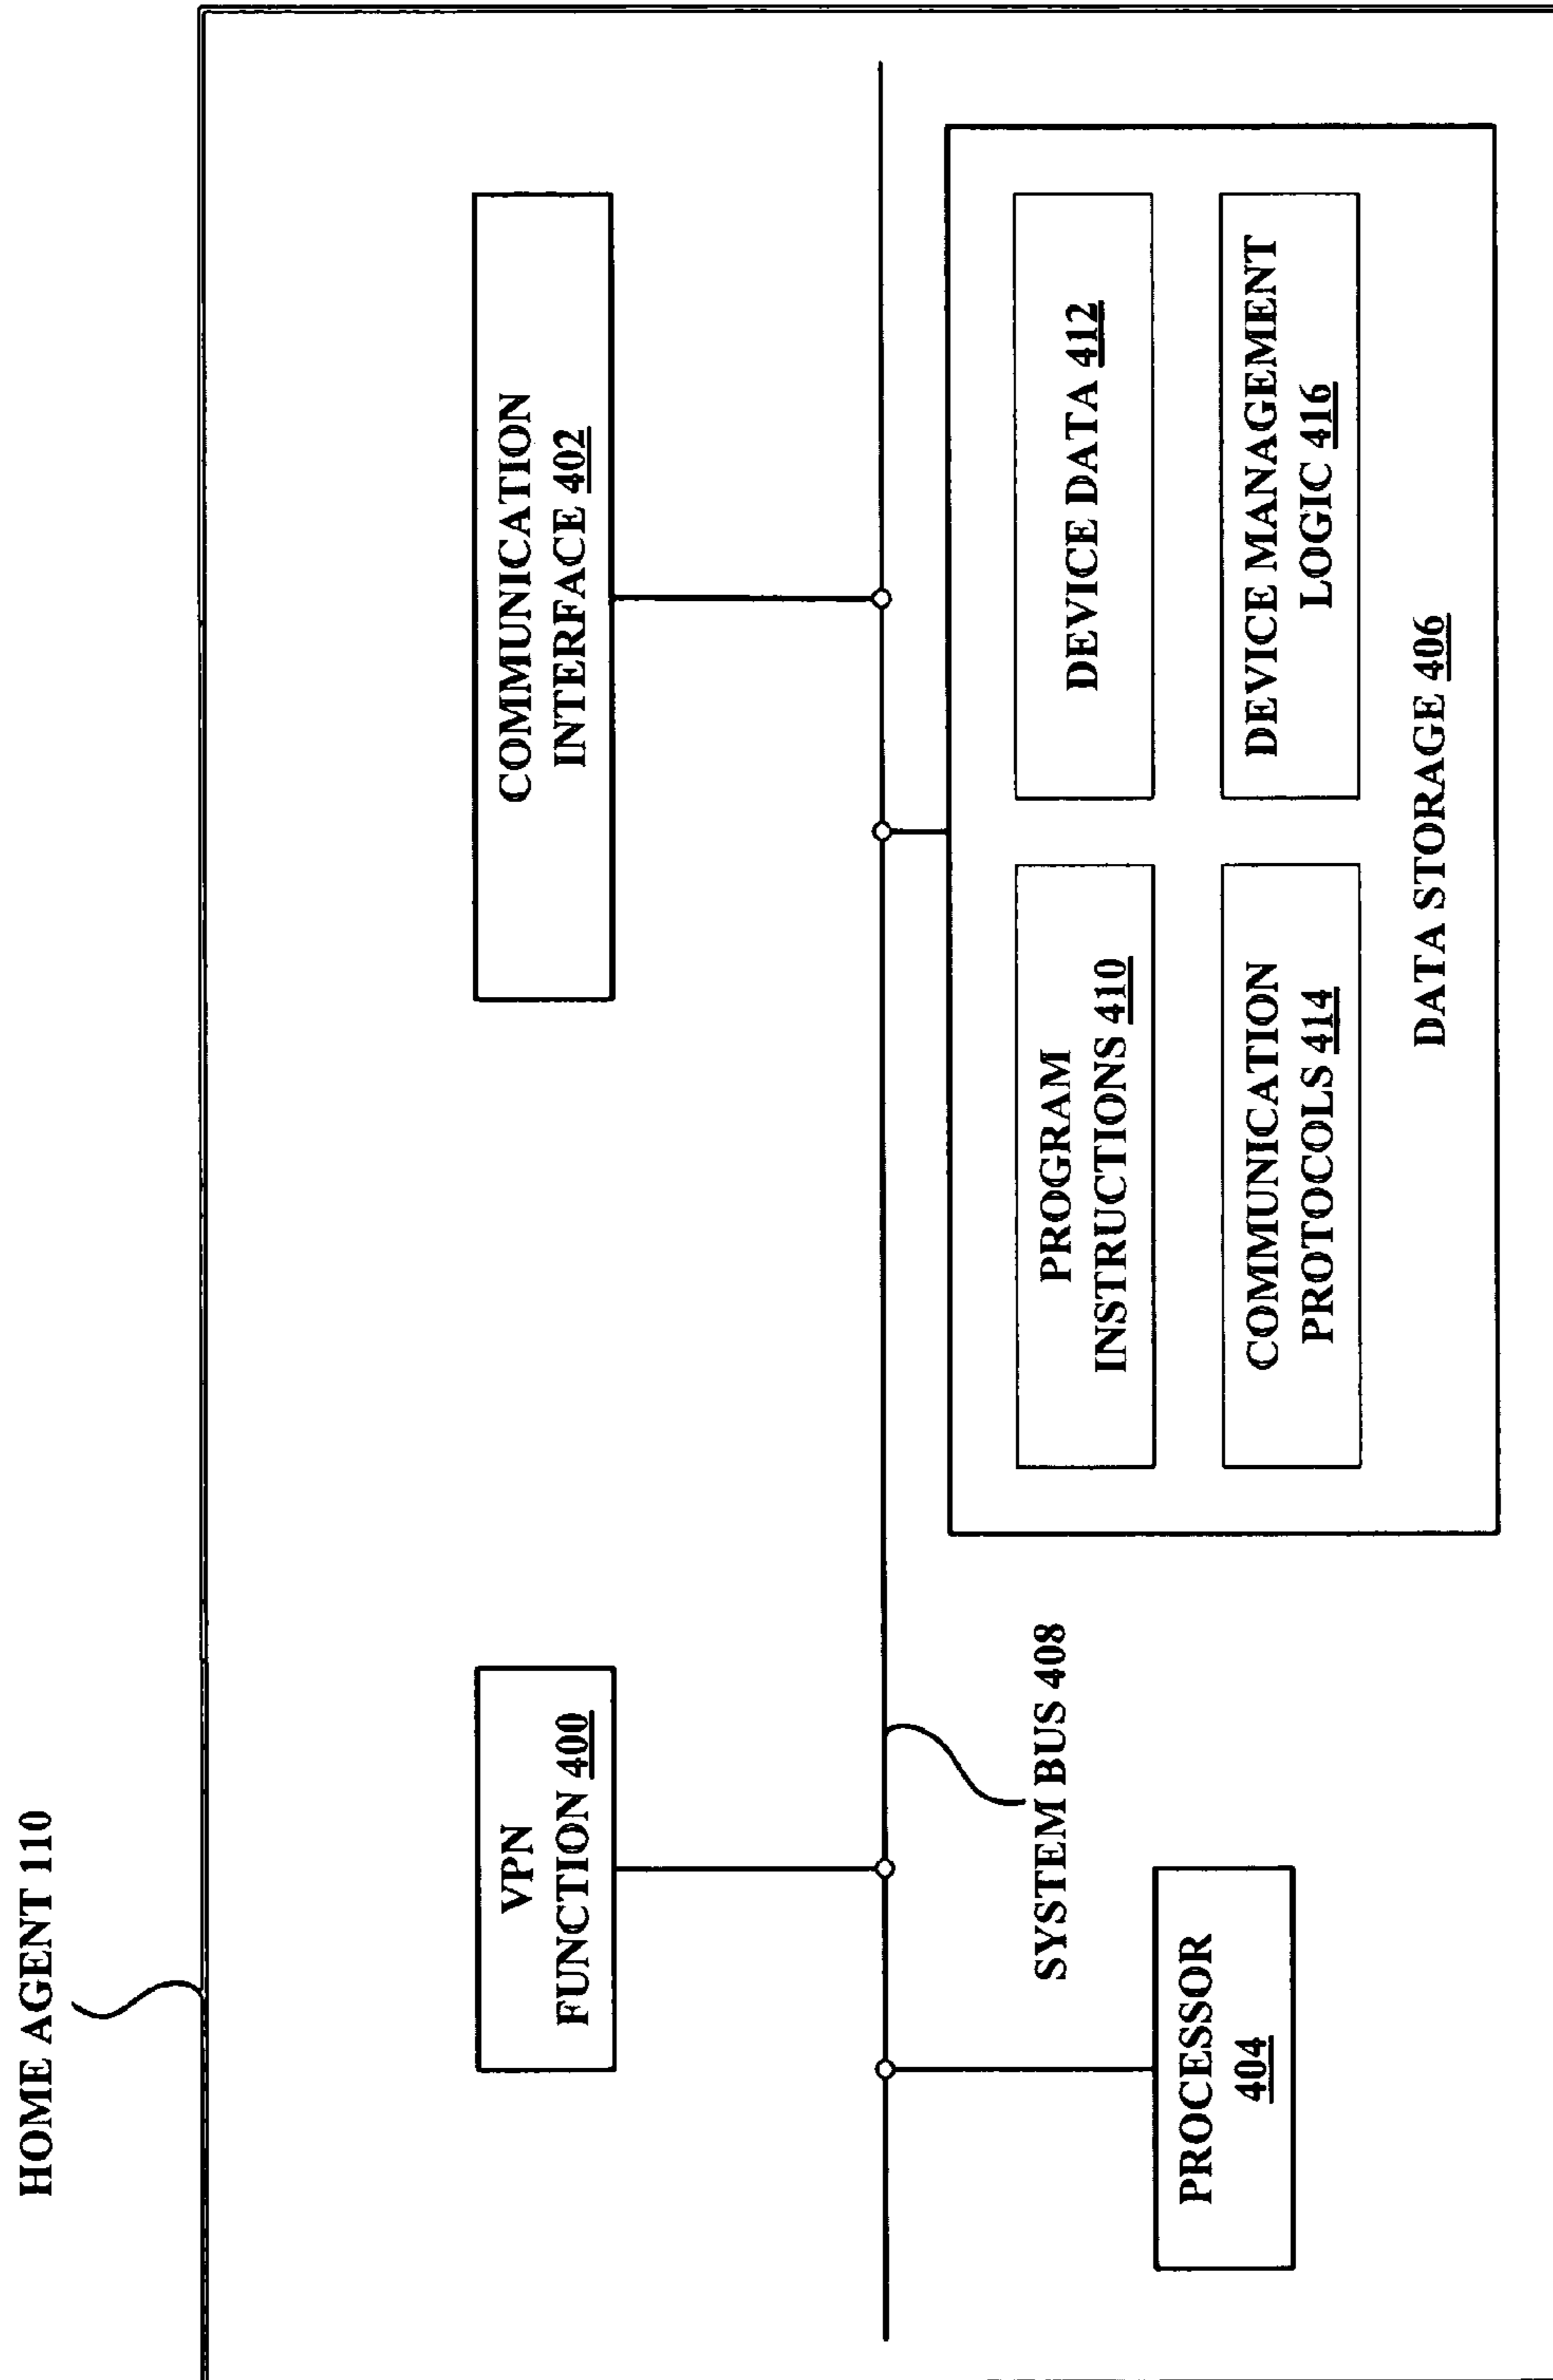 HOME AGENT 110
VPN
FUNCTION 400
COMMUNICATION
INTERFACE 402
SYSTEM BUS 408
PROCESSOR
404
PROGRAM
INSTRUCTIONS 410
DEVICE DATA 412
COMMUNICATION
PROTOCOLS 414
DEVICE MANAGEMENT
LOGIC 416
DATA STORAGE 406